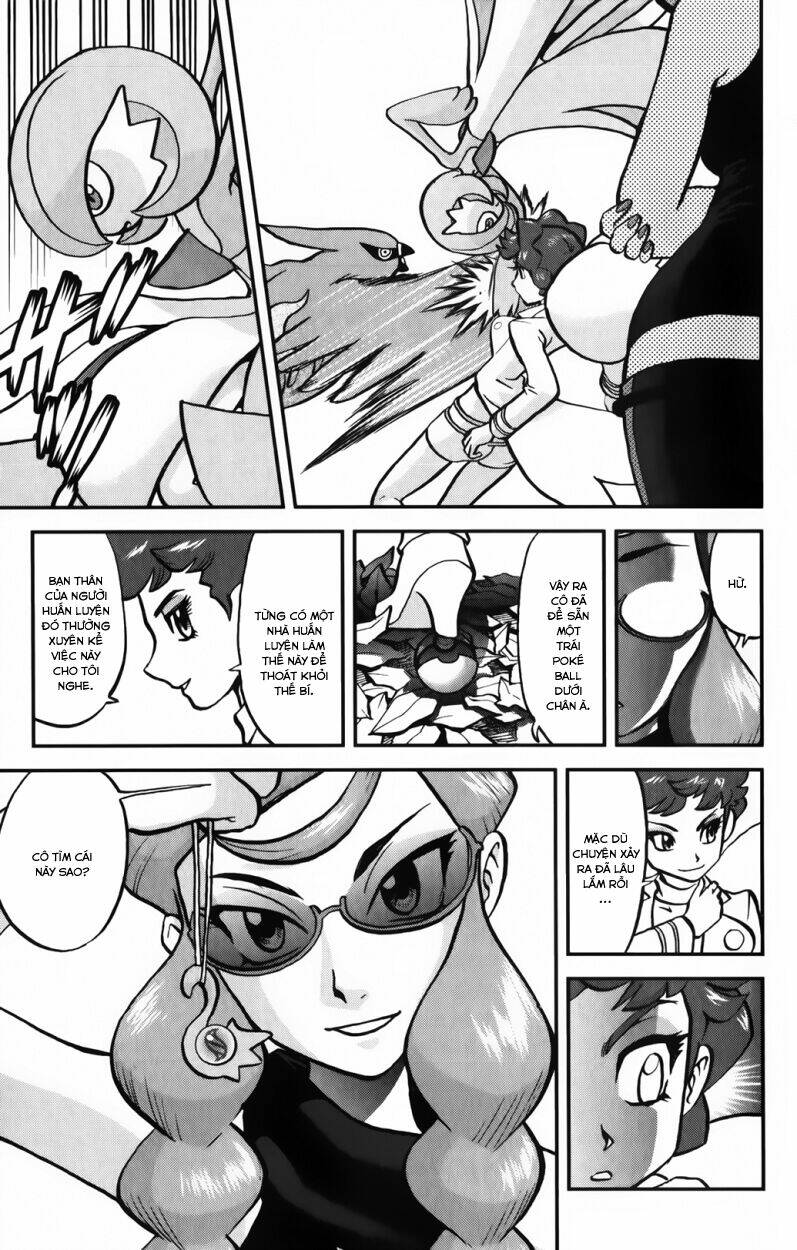 HỪ.
VẬY RA
CÔ ĐÃ
ĐỂ SẴN
MỘT
TRÁI
POKÉ
BALL
DƯỚI
CHÂN À.
TỪNG CÓ MỘT
NHÀ HUẤN
LUYỆN LÀM
THẾ NÀY ĐỂ
THOÁT KHỎI
THẾ BÍ.
BẠN THÂN
CỦA NGƯỜI
HUẤN LUYỆN
ĐÓ THƯỜNG
XUYÊN KỂ
VIỆC NÀY
CHO TÔI
NGHE.
MẶC DÙ
CHUYỆN XẢY
RA ĐÃ LÂU
LẮM RỒI
...
CÔ TÌM CÁI
NÀY SAO?